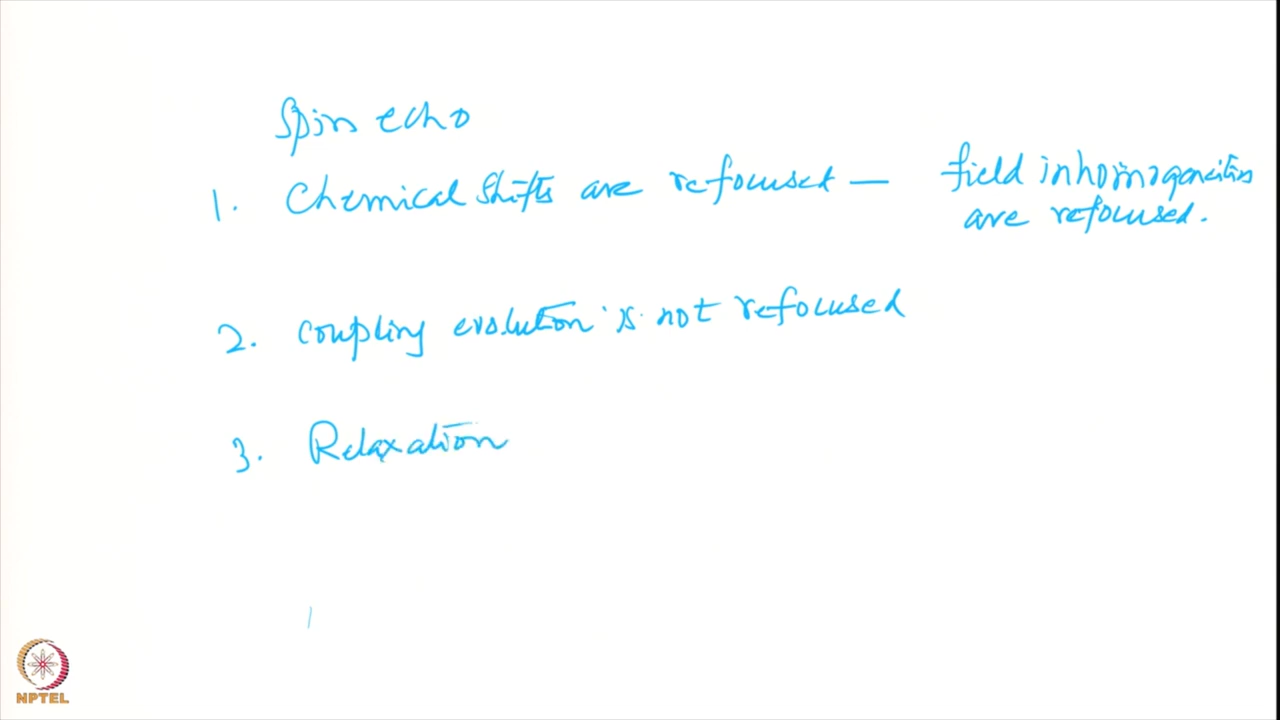 Spin echo
1. Chemical shifts are refocused — field inhomogeneities
are refocused.
2. coupling evolution is not refocused
3. Relaxation
NPTEL